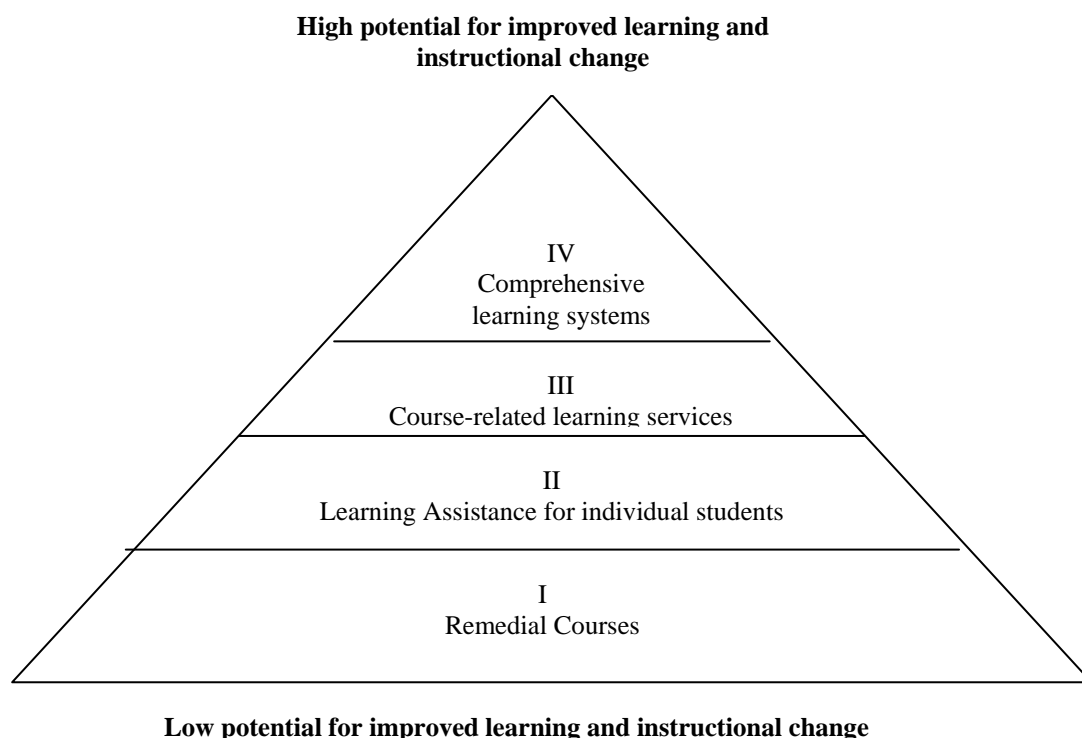 High potential for improved learning and
instructional change
IV
Comprehensive
learning systems
III
Course-related learning services
II
Learning Assistance for individual students
I
Remedial Courses
Low potential for improved learning and instructional change